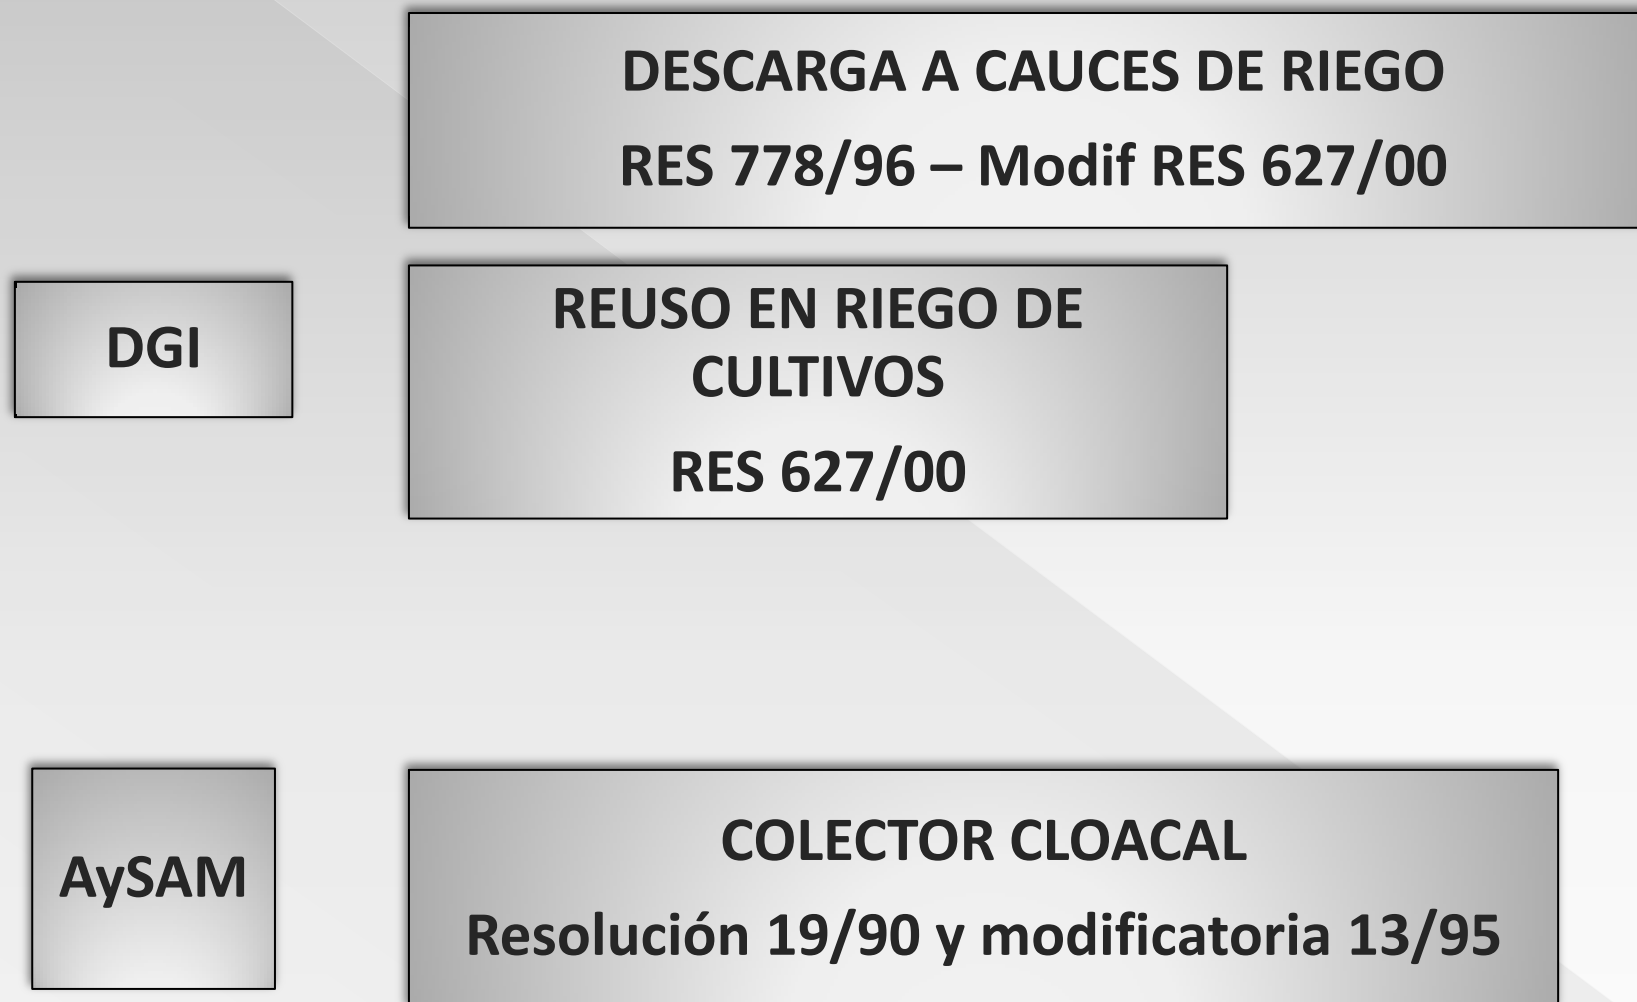 DESCARGA A CAUCES DE RIEGO
RES 778/96 – Modif RES 627/00
DGI
REUSO EN RIEGO DE
CULTIVOS
RES 627/00
AySAM
COLECTOR CLOACAL
Resolución 19/90 y modificatoria 13/95